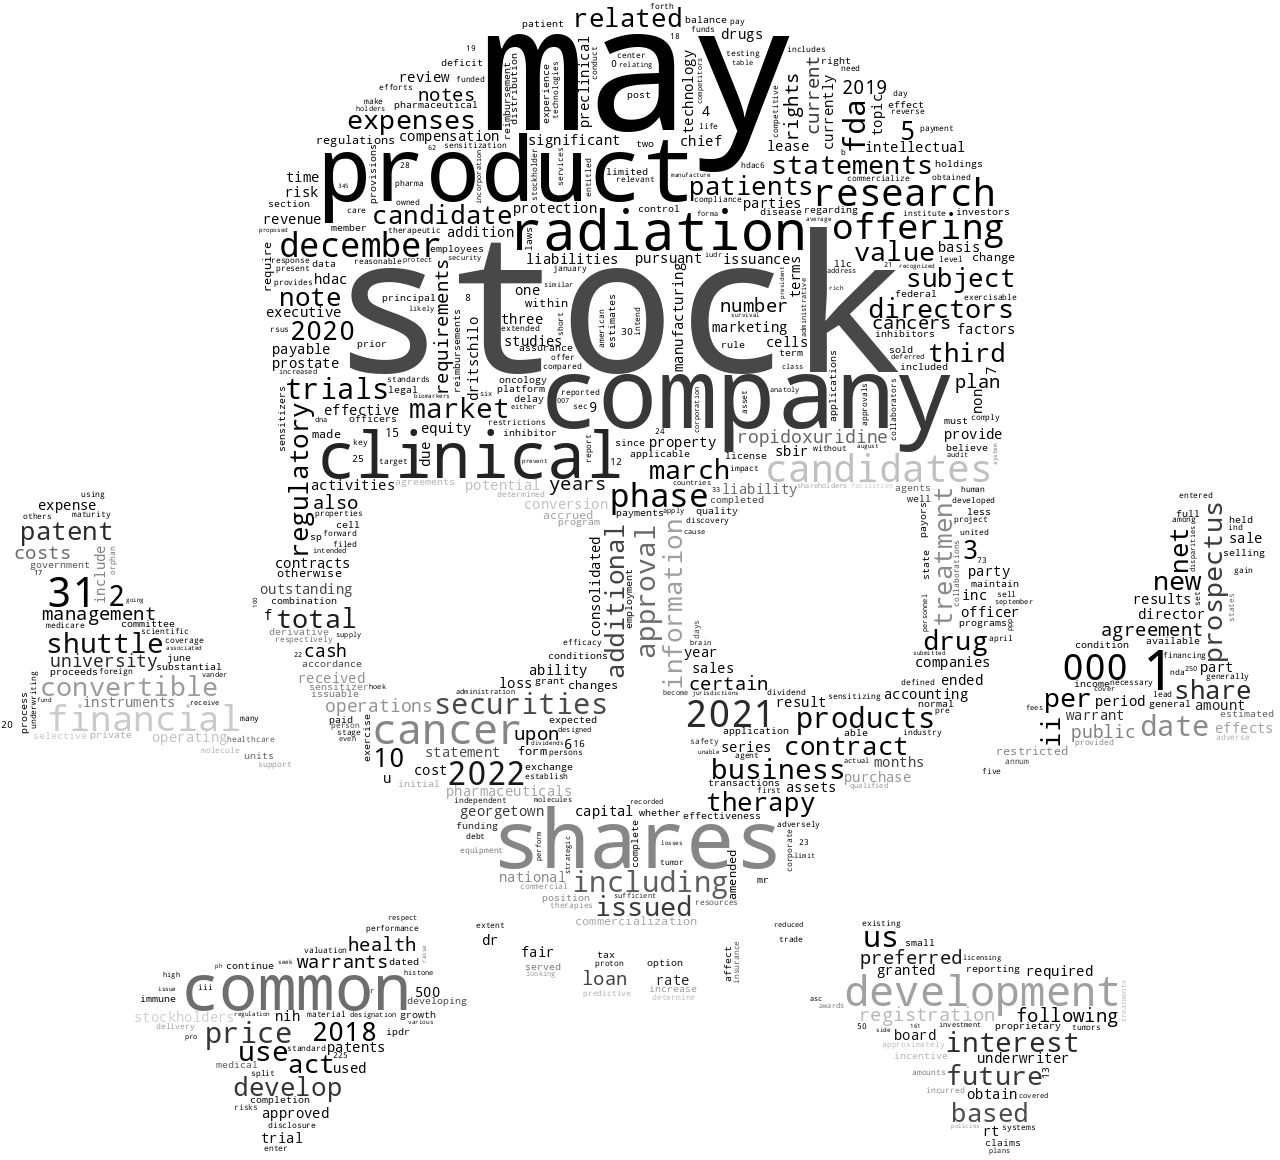 forth
related
patient
balance pay
funds
18
drugs
may
19
deficit
center
0 relating
testing
table
includes
right
need
efforts
review funded
current
2019
day
make
holders
notes
pharmaceutical
reimbursement
distribution
experience
technologies
preclinical
conduct
post
technology
competitors
4
competitive
rights
currently
fda
topic
effect
reverse
expenses
5
payment
regulations
compensation
62 sensitization
significant
two
chief
life
lease
b
intellectual
product
time
risk
section
345
provisions
28
pharma
owned
incorporation
stockholder
services
entitled
limited
relevant
manufacture
hdac6
patients
statements
holdings
commercialize
obtained
research
compliance
revenue
proposed
care
member
candidate
therapeutic
addition
protection
control
forma
parties
disease
regarding
average
institute
investors
offering
december
radiation
laws
require
response
present
provides
data
hdac
reasonable
protect
employees
security
liabilities
january
pursuant
iudr
issuance
terms
llc
address
value
21
recognized
basis
level
change
federal
subject
exercisable
stock
note
executive
principal
likely
requirements
8
one
within
similar
manufacturing
number
survival
president
administrative
rich
directors
rsus
2020
prior
three
extended
studies
short
american
estimates
30
intend
marketing
rule
cells
cancers
inhibitors
factors
payable
prostate
increased
reimbursements
dritschilo
assurance
offer
compared
term
class
sold
deferred
included
third
7
trials
standards
legal
biomarkers
oncology
platform
delay
six
either
reported
007
sec 9
company
corporation
asset
anatoly
applications
approvals
collaborators
plan
non
sensitizers
effective
dna
officers
market
restrictions
must
comply
regulatory
made
key
15
25
target
due
equity
inhibitor
clinical
prevent
report
12
since
24
applicable
property
ropidoxuridine
license
sbir
without
august
provide
believe
audit
system
march
impact
candidates
activities
agreements
potential
determined
years
phase
countries
33
liability
completed
shareholders facilities
agents
well
human
developed
using
expense
others
maturity
also
properties
conversion
accrued
program
payments
apply
quality
discovery
cause
payors
treatment
less
project
entered
full
among
prospectus
held
ind
sale
selling
patent
costs
government
17
include
orphan
cell
sp forward
filed
intended
contracts
otherwise
consolidated
additional
employment
approval
information
state
collaborations
united
3
73
party
maintain
net
disparities
new
gain
31 2
going
management
medicare
committee
scientific
outstanding
100
combination
f total
derivative
supply
respectively
days
brain
personnel
inc
sell
september
officer
programs
ppp
results
set
director
states
shuttle
coverage
associated
university
june
substantial
proceeds foreign
vander
22
cash
accordance
efficacy
conditions
ability
year
sales
drug
submitted
april
companies
agreement
condition
available
financing
000 1
nda
250
part
generally
convertible
instruments
receive
fund
underwriting
process
20
received
sensitizer
hoek
issuable
administration
loss
grant
changes
become jurisdictions
certain
dividend
result
sensitizing
defined
normal
pre
accounting
ended
income
necessary
cover
per
period
lead
general
share
amount
financial
many
selective private
operating
healthcare
molecule
units
support
operations
securities
paid
person
stage
even
exercise
cancer
upon
expected
designed
dividends 616
form
persons
2021
application
products
able
industry
fees
il
warrant
public
provided
date
estimated
effects
adverse
restricted
annum
five
10
u
statement
cost
initial
2022
exchange
establish
safety
unable
series
agent
contract
actual
months
business
transactions
first
assets
purchase
qualified
pharmaceuticals
independent
molecules
georgetown
capital
recorded
whether
effectiveness
therapy
funding
debt
equipment
perform
shares
strategic
complete
losses
tumor
adversely
corporate
23
limit
national
commercial
including
amended
mr
position
therapies
sufficient
issued
resources
commercialization
respect
performance
extent
dr
reduced
trade
existing
us small
valuation
health
seek
warrants dated
raise
fair
served
looking
tax
proton
loan
predictive
option
rate
increase
determine
affect
insurance
preferred
licensing
granted
reporting
required
high
issue
immune
ph continue
iii
common
r
histone
500
developing
asc
awards
development
treatments
stockholders
delivery
pro
regulation
nih
material designation
growth
various
price
2018
ipdr
registration
50
side
161
board
investment
proprietary
following
tumors
use
standard
patents
225
medical
act
used
split
approximately
incentive
interest
underwriter
develop
risks
completion
approved
disclosure
trial
enter
amounts
incurred
future
13
obtain
covered
based
policies
rt
systems
claims
plans